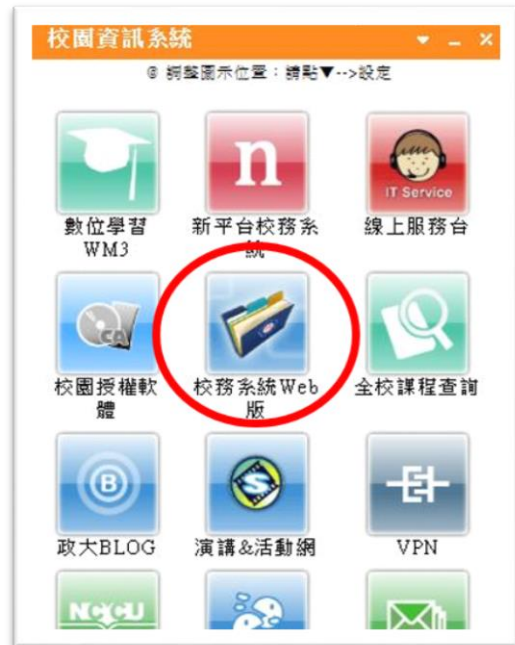 校園資訊系統
@ 調整圖示位置：請點▼-->設定
n
IT Service
數位學習
WM3
新平台校務系
統
線上服務台
CA
校園授權軟
體
校務系統Web
版
全校課程查詢
B
S
政大BLOG
演講&活動網
VPN
NCCU